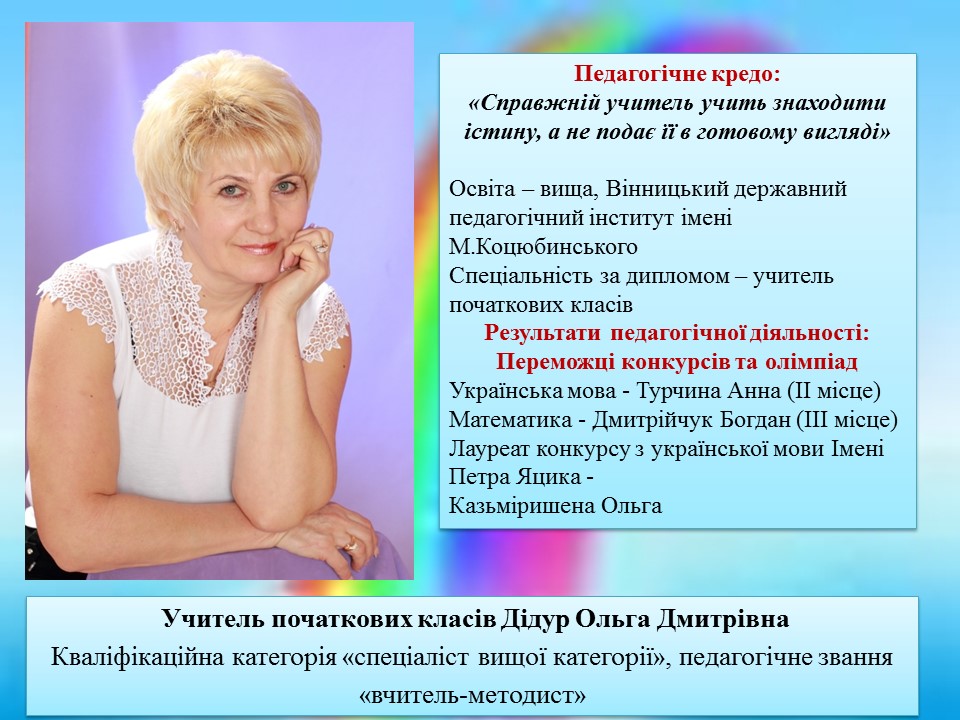 Педагогічне кредо:
«Справжній учитель учить знаходити
істину, а не подає її в готовому вигляді»
Освіта – вища, Вінницький державний
педагогічний інститут імені
М.Коцюбинського
Спеціальність за дипломом – учитель
початкових класів
Результати педагогічної діяльності:
Переможці конкурсів та олімпіад
Українська мова - Турчина Анна (ІІ місце)
Математика - Дмитрійчук Богдан (ІІІ місце)
Лауреат конкурсу з української мови Імені
Петра Яцика -
Казьміришена Ольга
Учитель початкових класів Дідур Ольга Дмитрівна
Кваліфікаційна категорія «спеціаліст вищої категорії», педагогічне звання
«вчитель-методист»